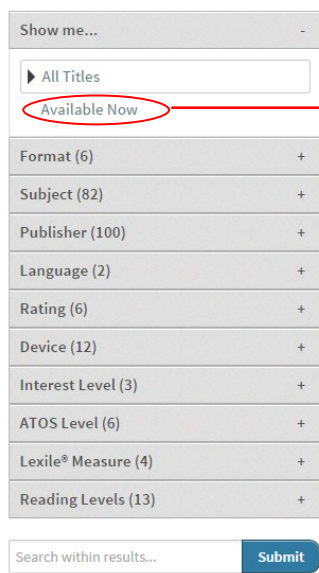 Show me... -
All Titles
Available Now
Format (6) +
Subject (82) +
Publisher (100) +
Language (2) +
Rating (6) +
Device (12) +
Interest Level (3) +
ATOS Level (6) +
Lexile® Measure (4) +
Reading Levels (13) +
Search within results... Submit